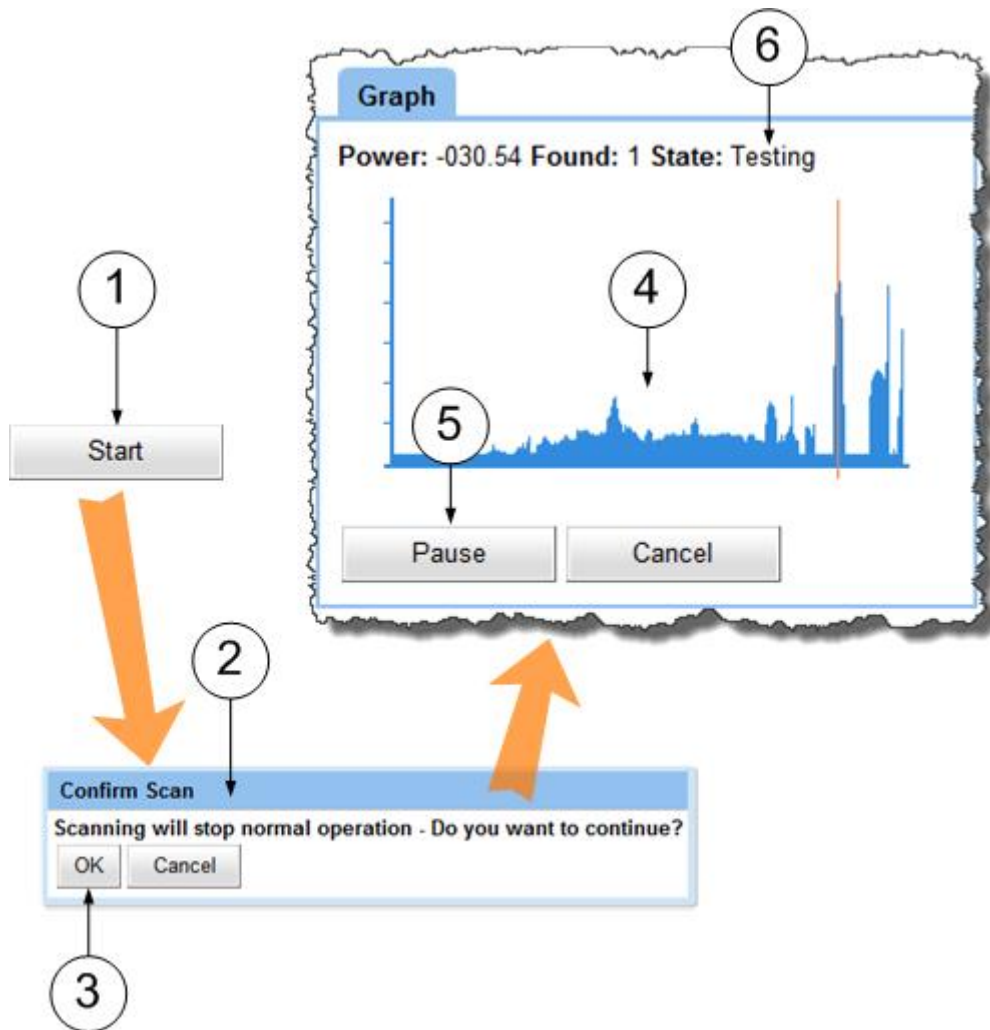 6
Graph
Power: -030.54 Found: 1 State: Testing
1
4
5
Start
Pause Cancel
2
Confirm Scan
Scanning will stop normal operation - Do you want to continue?
OK Cancel
3